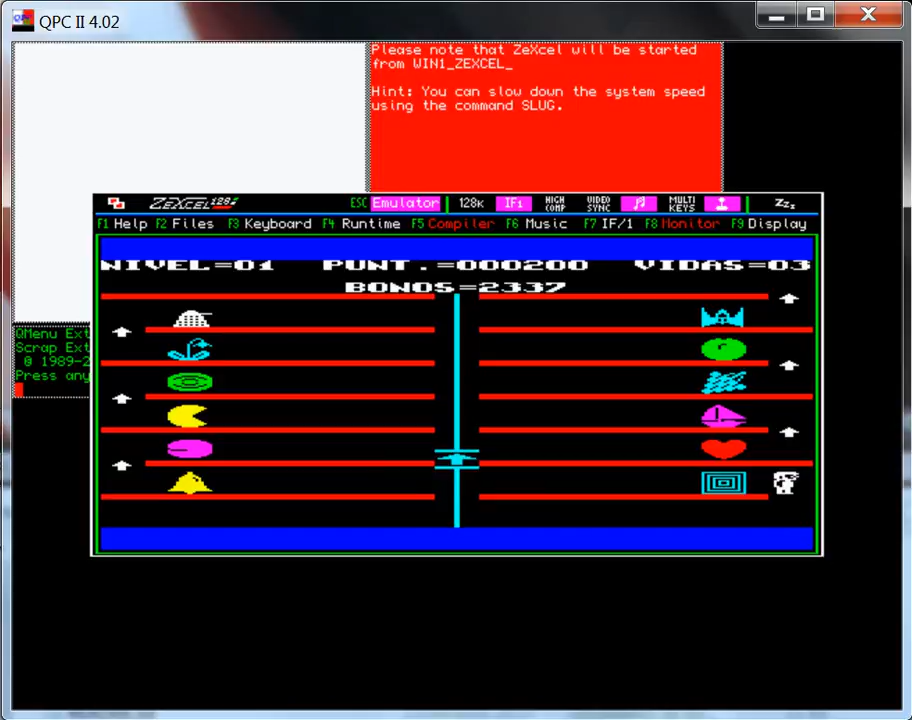 QPC II 4.02
Please note that ZeXcel will be started
from WIN1_ZEXCEL_
Hint: You can slow down the system speed
using the command SLUG.
ZEXCEL128 ESC Emulator 128K IF1 HIGH COMP VIDEO SYNC MULTI KEYS Zzz
F1 Help F2 Files F3 Keyboard F4 Runtime F5 Compiler F6 Music F7 IF/1 F8 Monitor F9 Display
NIVEL=01 PUNT.=000200 VIDAS=03
BONOS=2337
QMenu Ext
Scrap Ext
@ 1989-2
Press any